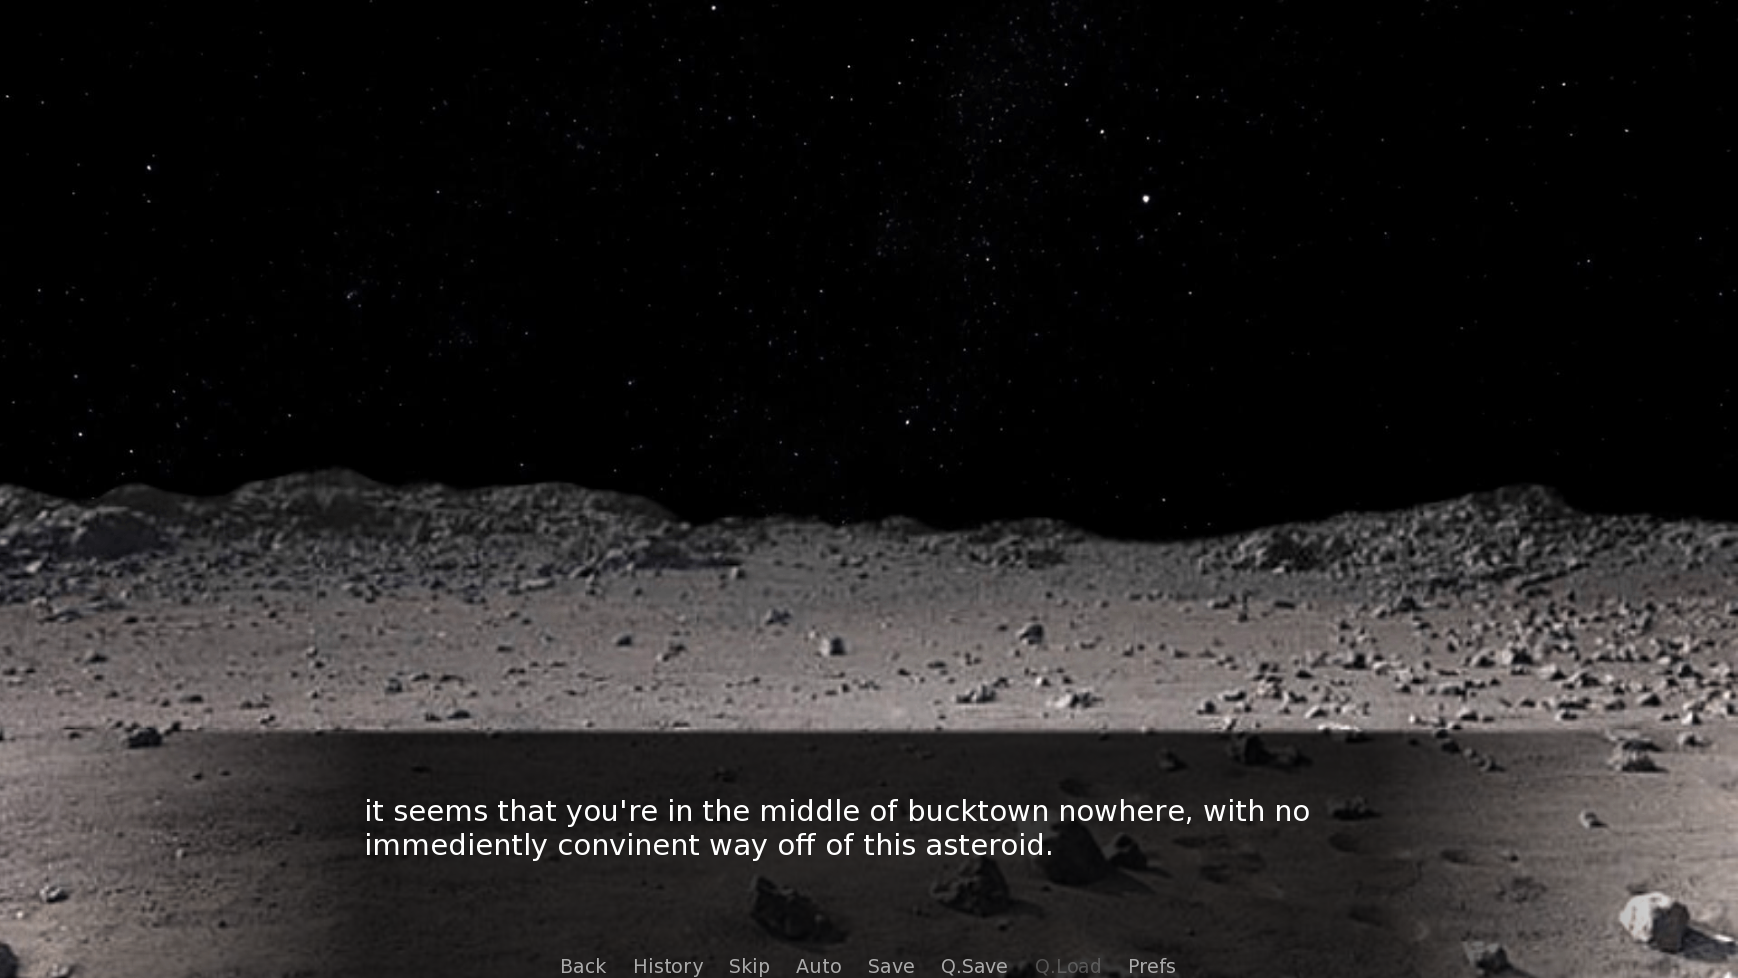 it seems that you're in the middle of bucktown nowhere, with no
immediently convinent way off of this asteroid.
Back History Skip Auto Save Q.Save Q.Load Prefs